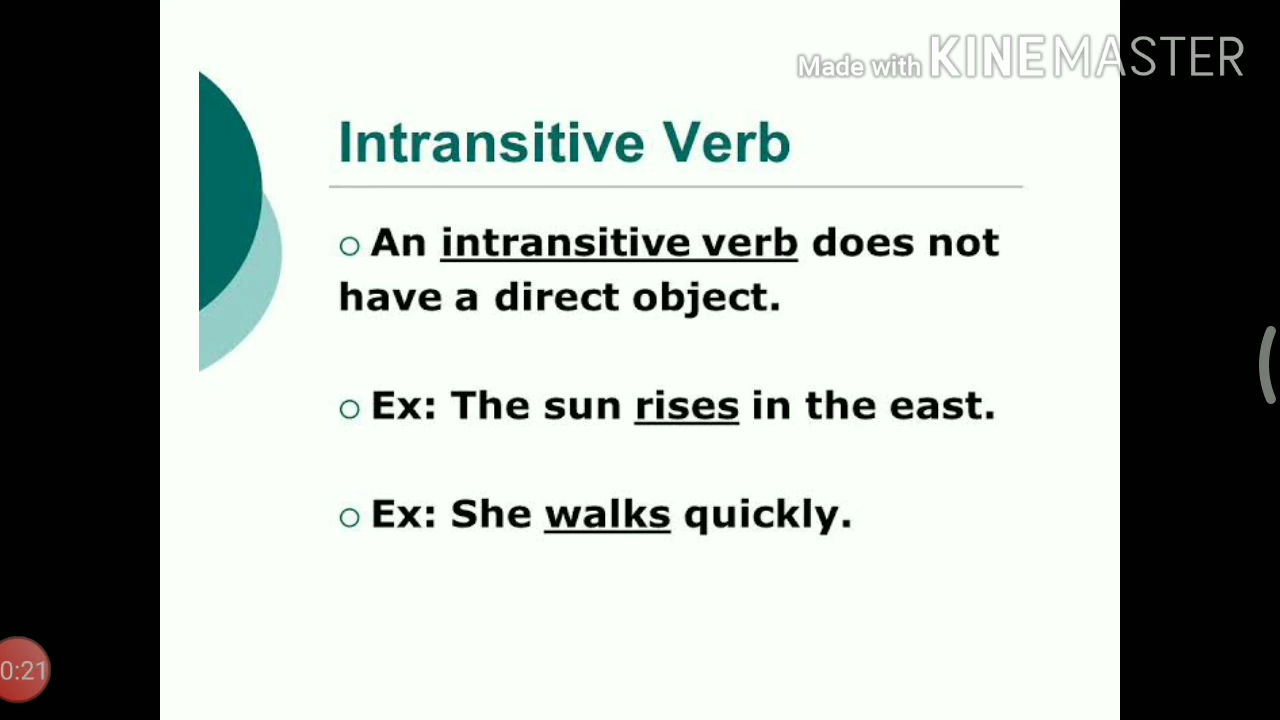 Made with KINEMASTER
Intransitive Verb
An intransitive verb does not
have a direct object.
Ex: The sun rises in the east.
Ex: She walks quickly.
0:21